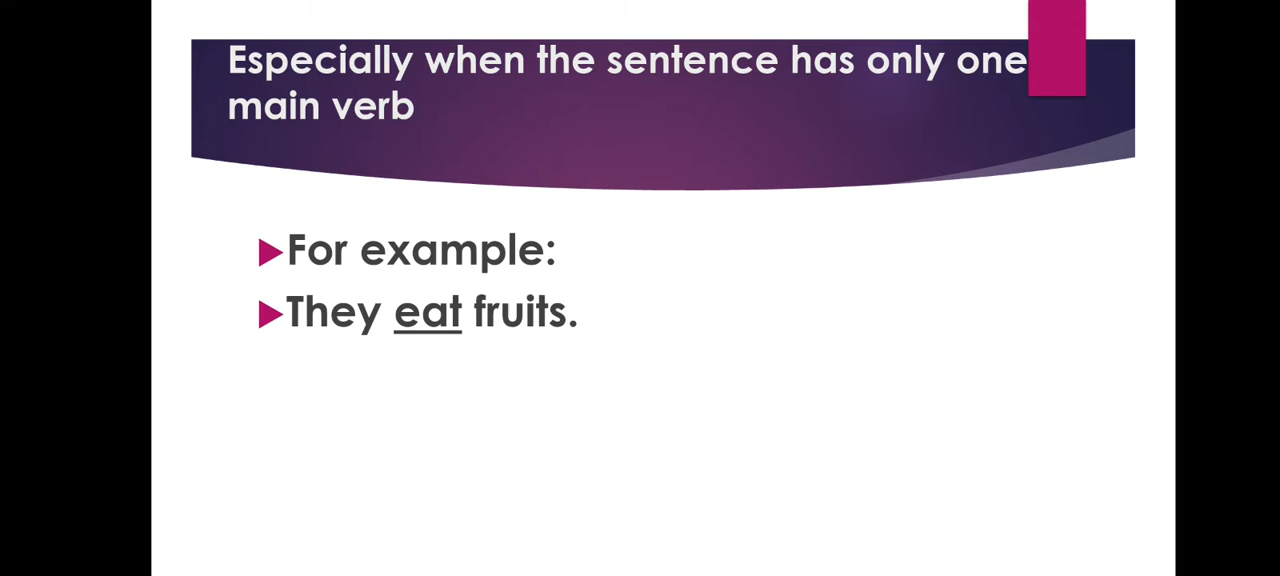 Especially when the sentence has only one
main verb
For example:
They eat fruits.